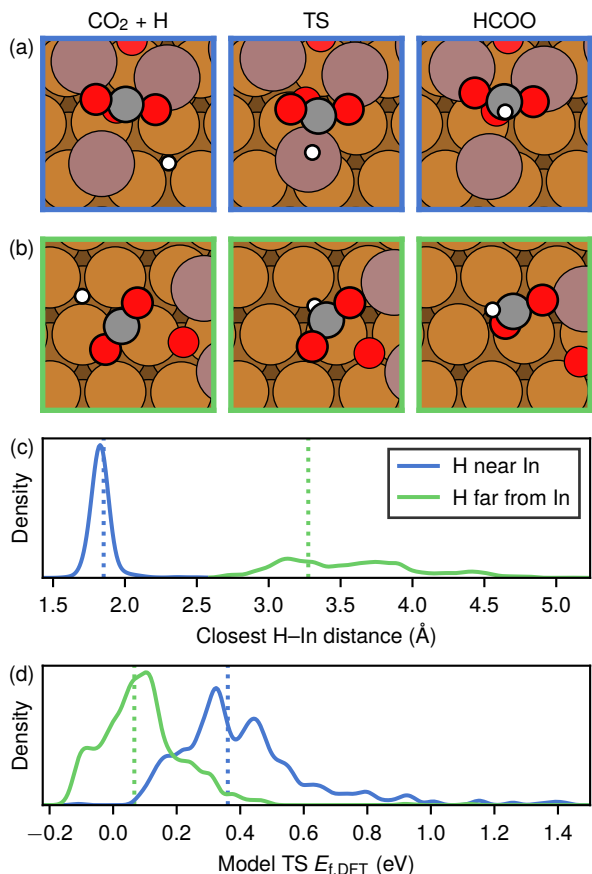 CO₂ + H TS HCOO
(a)
(b)
(c)
Density
H near In
H far from In
1.5 2.0 2.5 3.0 3.5 4.0 4.5 5.0
Closest H–In distance (Å)
(d)
Density
−0.2 0.0 0.2 0.4 0.6 0.8 1.0 1.2 1.4
Model TS E_f,DFT (eV)